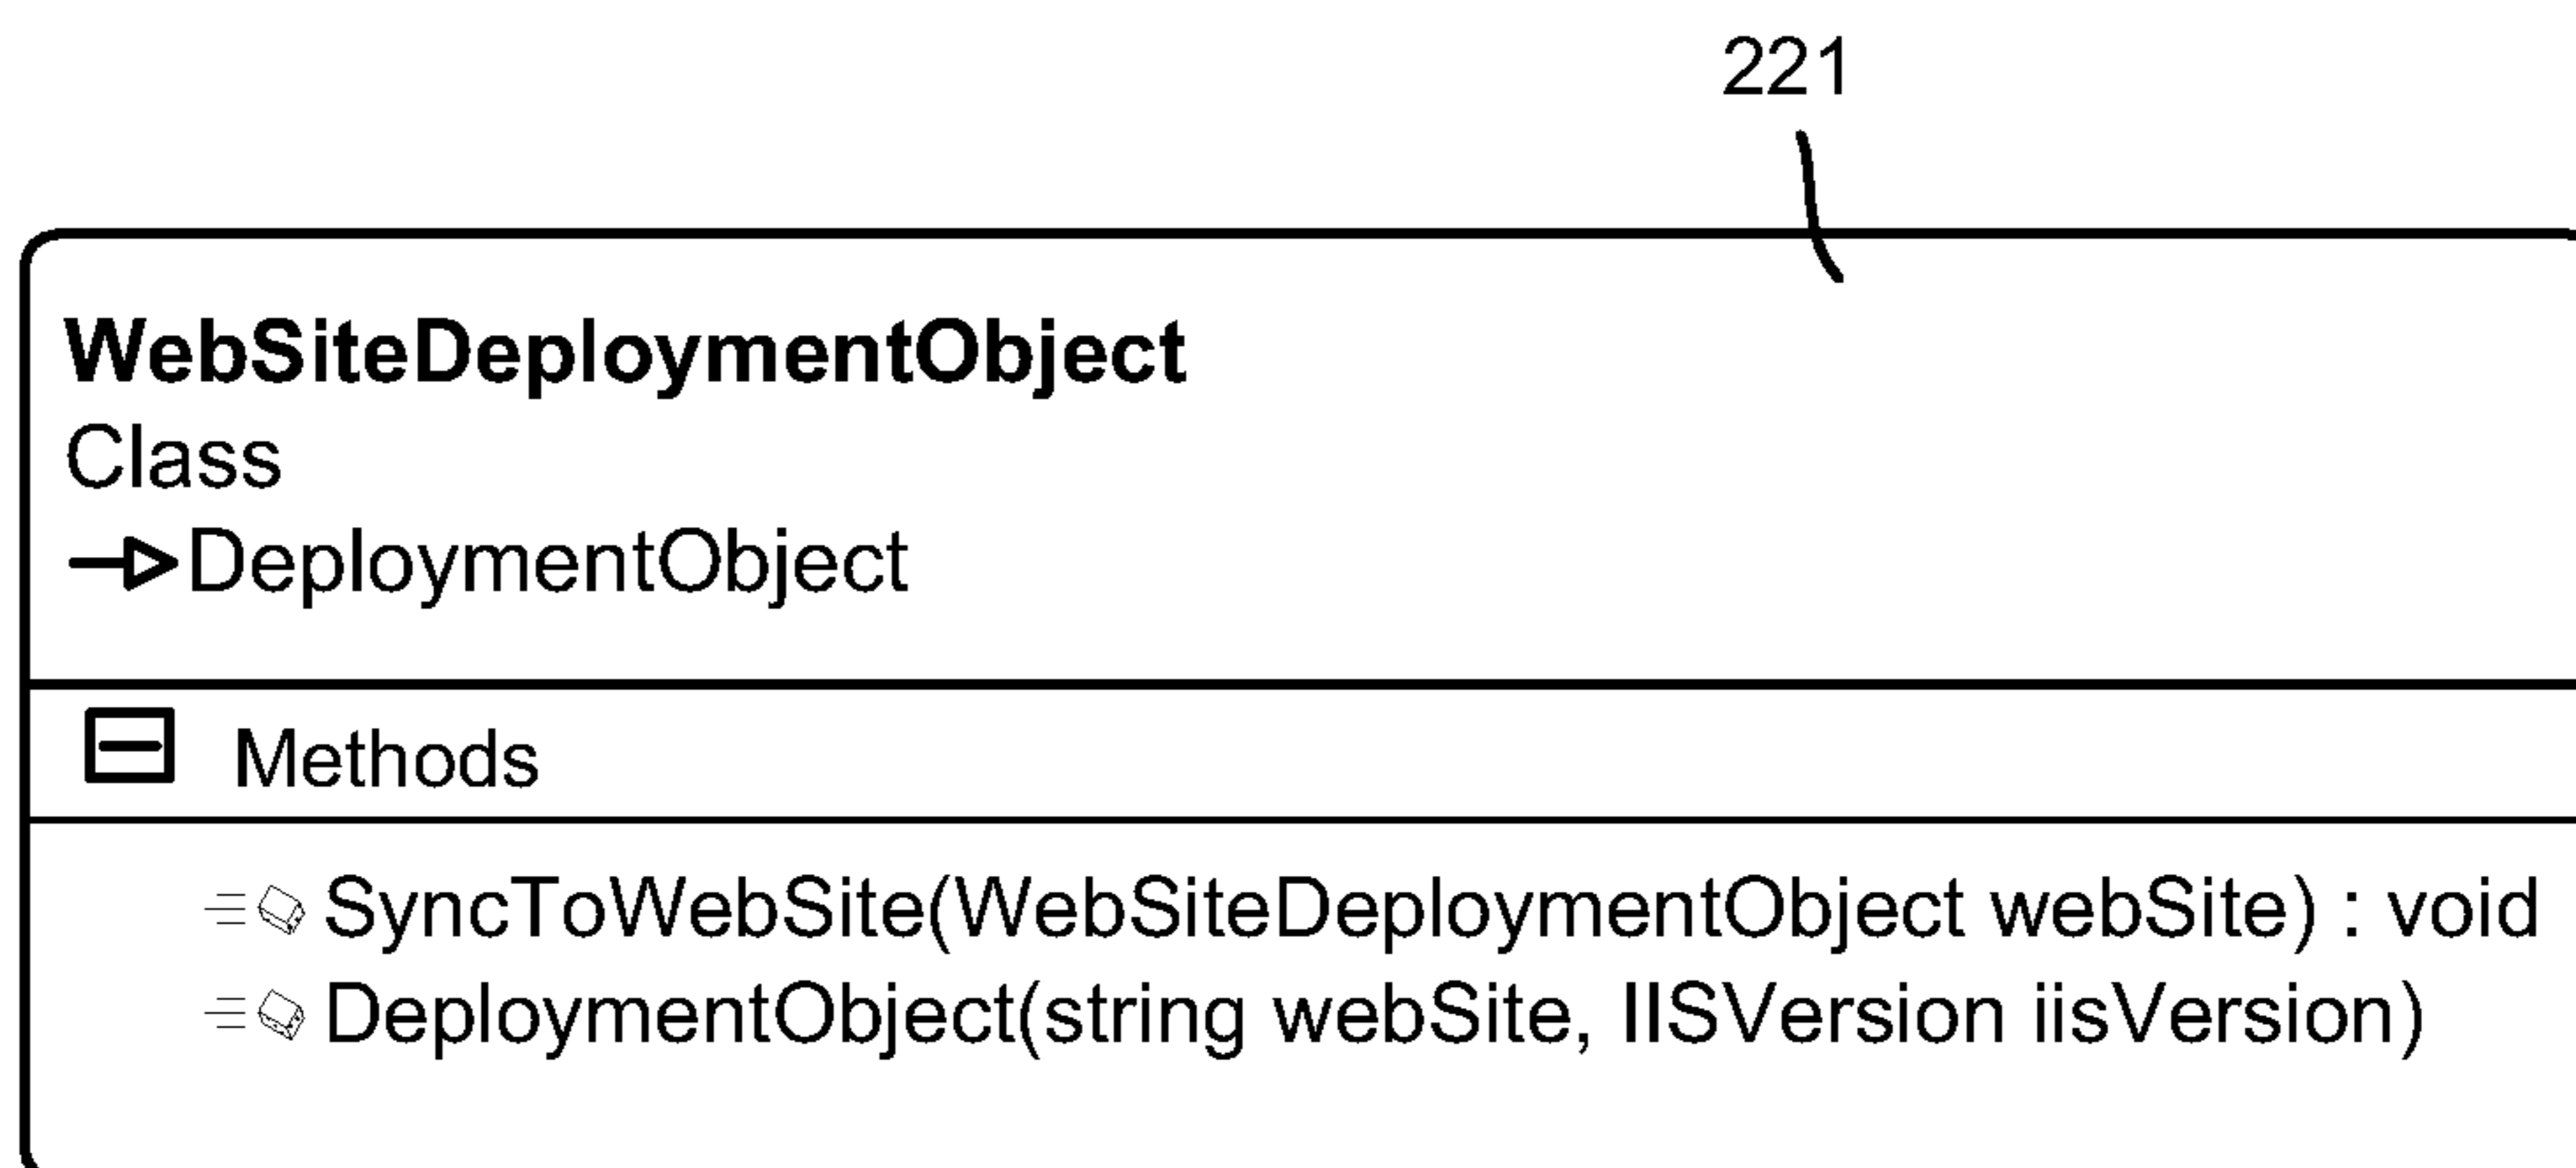 221
WebSiteDeploymentObject
Class
DeploymentObject
Methods
SyncToWebSite(WebSiteDeploymentObject webSite) : void
DeploymentObject(string webSite, IISVersion iisVersion)